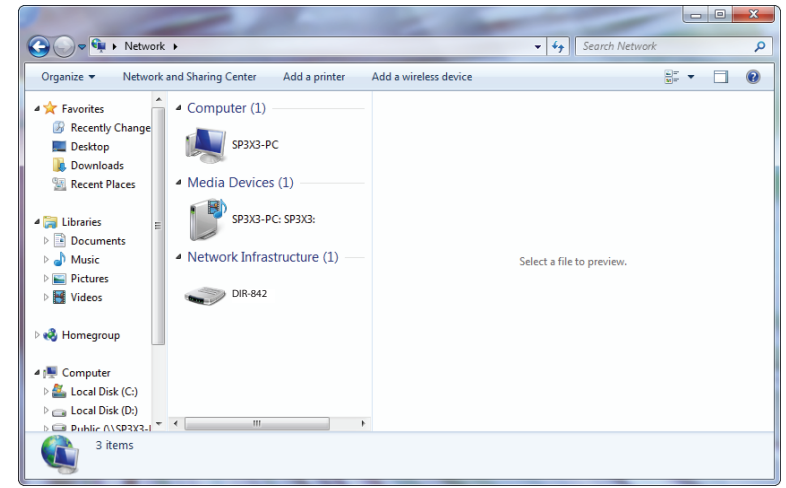 Network
Search Network
Organize
Network and Sharing Center
Add a printer
Add a wireless device
Favorites
Recently Change
Desktop
Downloads
Recent Places
Libraries
Documents
Music
Pictures
Videos
Homegroup
Computer
Local Disk (C:)
Local Disk (D:)
Public (\\SP3X3-
Computer (1)
SP3X3-PC
Media Devices (1)
SP3X3-PC: SP3X3:
Network Infrastructure (1)
DIR-842
Select a file to preview.
3 items